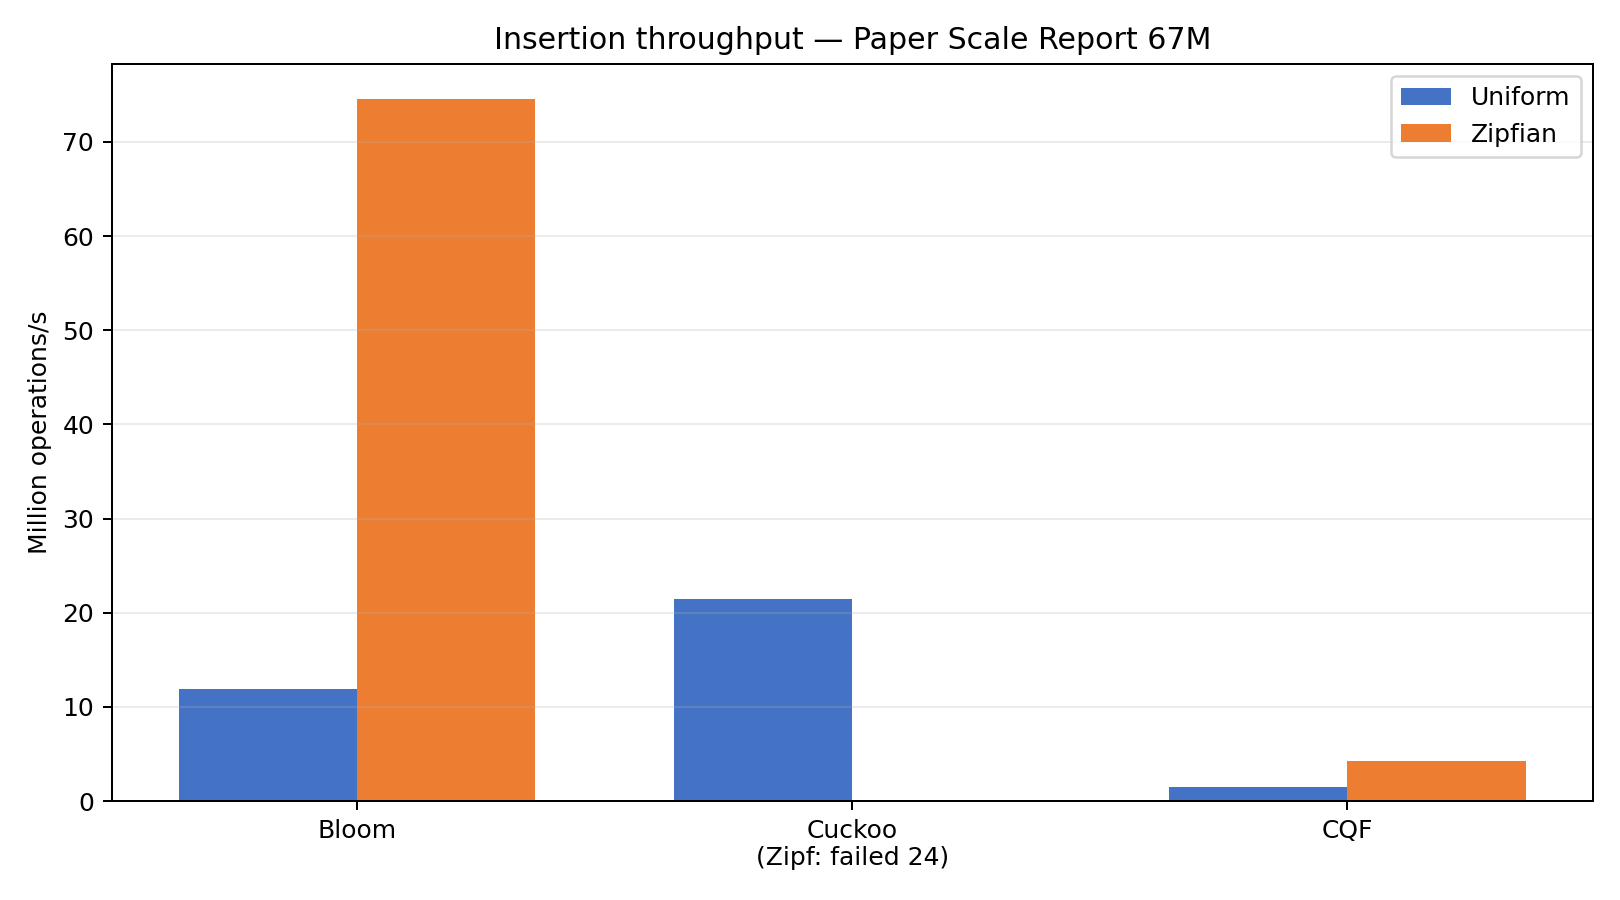 Insertion throughput — Paper Scale Report 67M
Uniform
Zipfian
Million operations/s
70
60
50
40
30
20
10
0
Bloom
Cuckoo
(Zipf: failed 24)
CQF